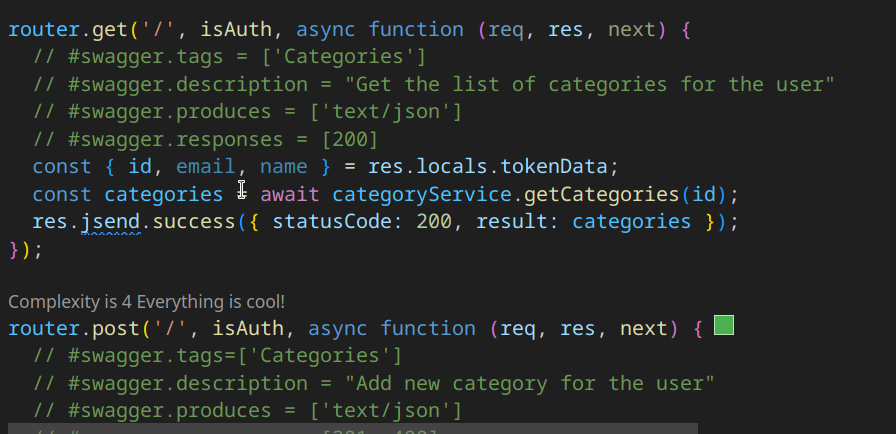 router.get('/', isAuth, async function (req, res, next) {
// #swagger.tags = ['Categories']
// #swagger.description = "Get the list of categories for the user"
// #swagger.produces = ['text/json']
// #swagger.responses = [200]
const { id, email, name } = res.locals.tokenData;
const categories = await categoryService.getCategories(id);
res.jsend.success({ statusCode: 200, result: categories });
});
Complexity is 4 Everything is cool!
router.post('/', isAuth, async function (req, res, next) {
// #swagger.tags=['Categories']
// #swagger.description = "Add new category for the user"
// #swagger.produces = ['text/json']